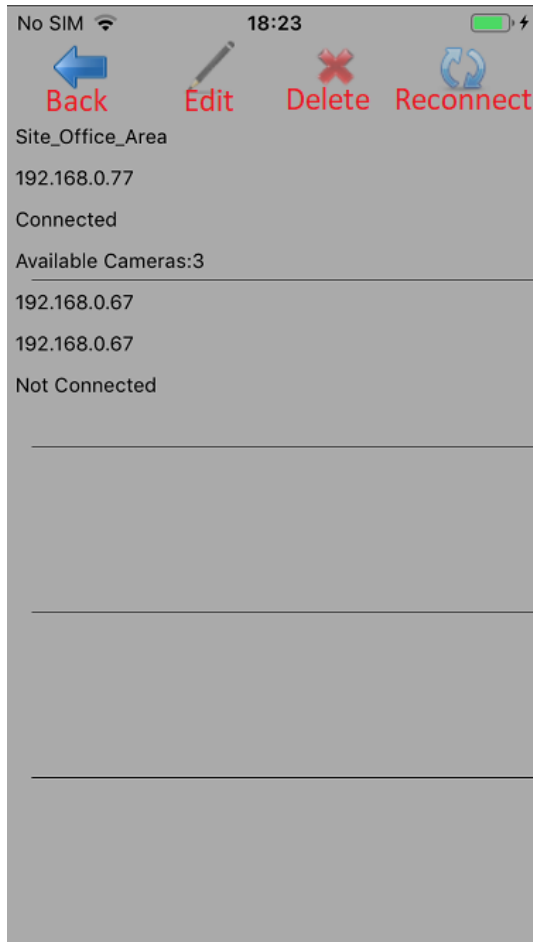 No SIM 18:23
Back Edit Delete Reconnect
Site_Office_Area
192.168.0.77
Connected
Available Cameras:3
192.168.0.67
192.168.0.67
Not Connected